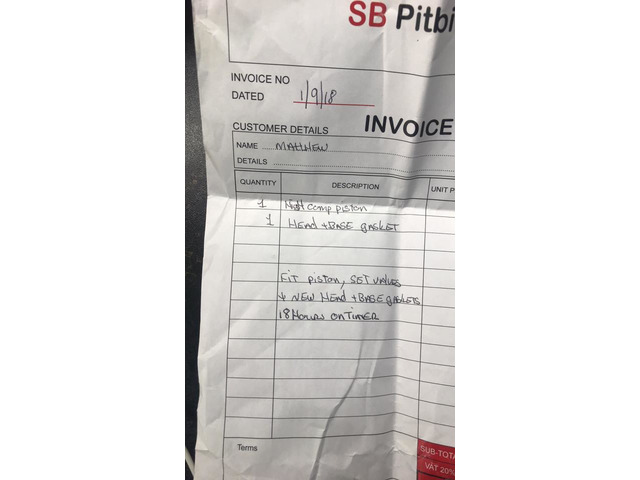 SB Pitbi
INVOICE NO
DATED 1/9/18
CUSTOMER DETAILS INVOICE
NAME MATTHEW
DETAILS
QUANTITY DESCRIPTION UNIT P
1 comp piston
1 HEAD + BASE gASKET
FIT piston, SET VALVES
+ NEW HEAD + BASE gASKETS
18 Hours on TIMER
Terms
SUB-TOTA
VAT 20%